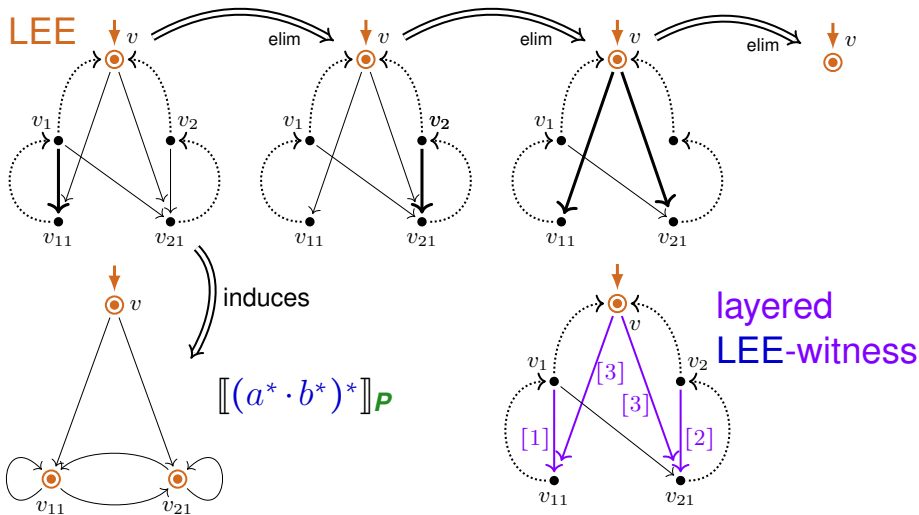 LEE
v elim v elim v elim v
v₁ v₂ v₁ v₂
v₁₁ v₂₁ v₁₁ v₂₁ v₁₁ v₂₁
v₁
induces
v
⟦(a* · b*)*⟧P
v₁₁ v₂₁
layered
LEE-witness
v
v₁ v₂
[3]
[3]
[1] [2]
v₁₁ v₂₁